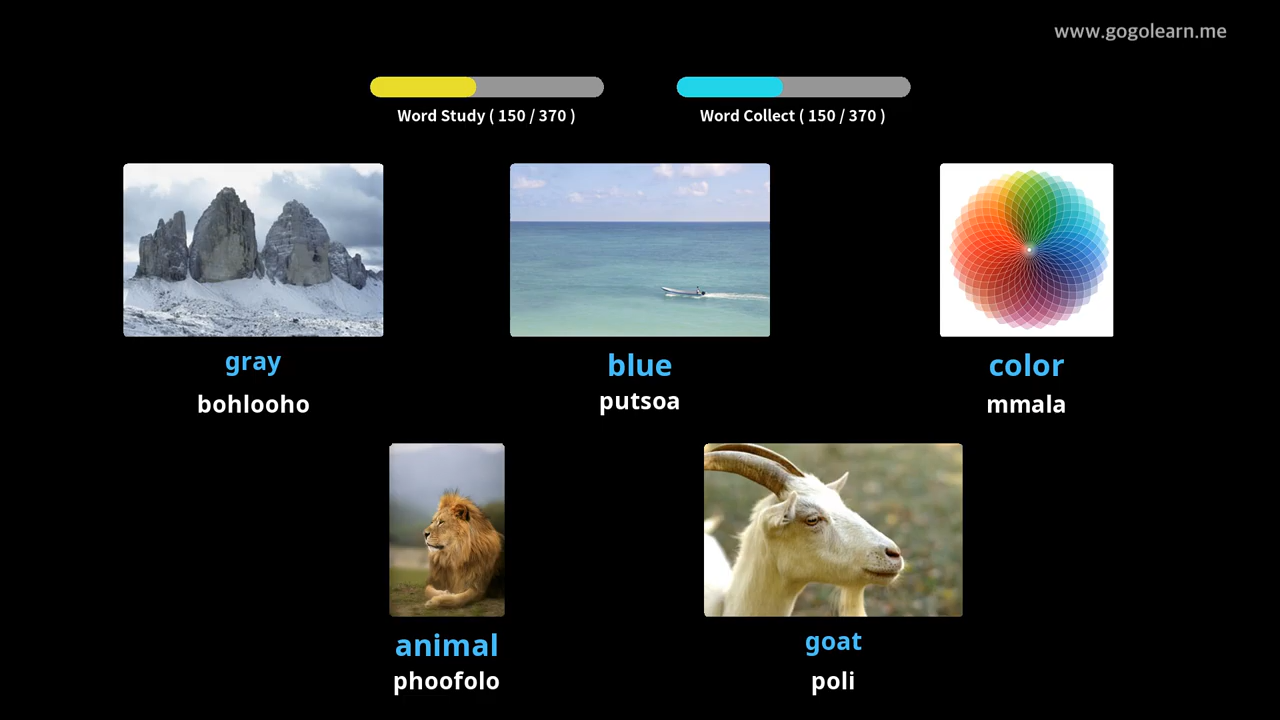 www.gogolearn.me
Word Study ( 150 / 370 )
Word Collect ( 150 / 370 )
gray
bohlooho
blue
putsoa
color
mmala
animal
phoofolo
goat
poli